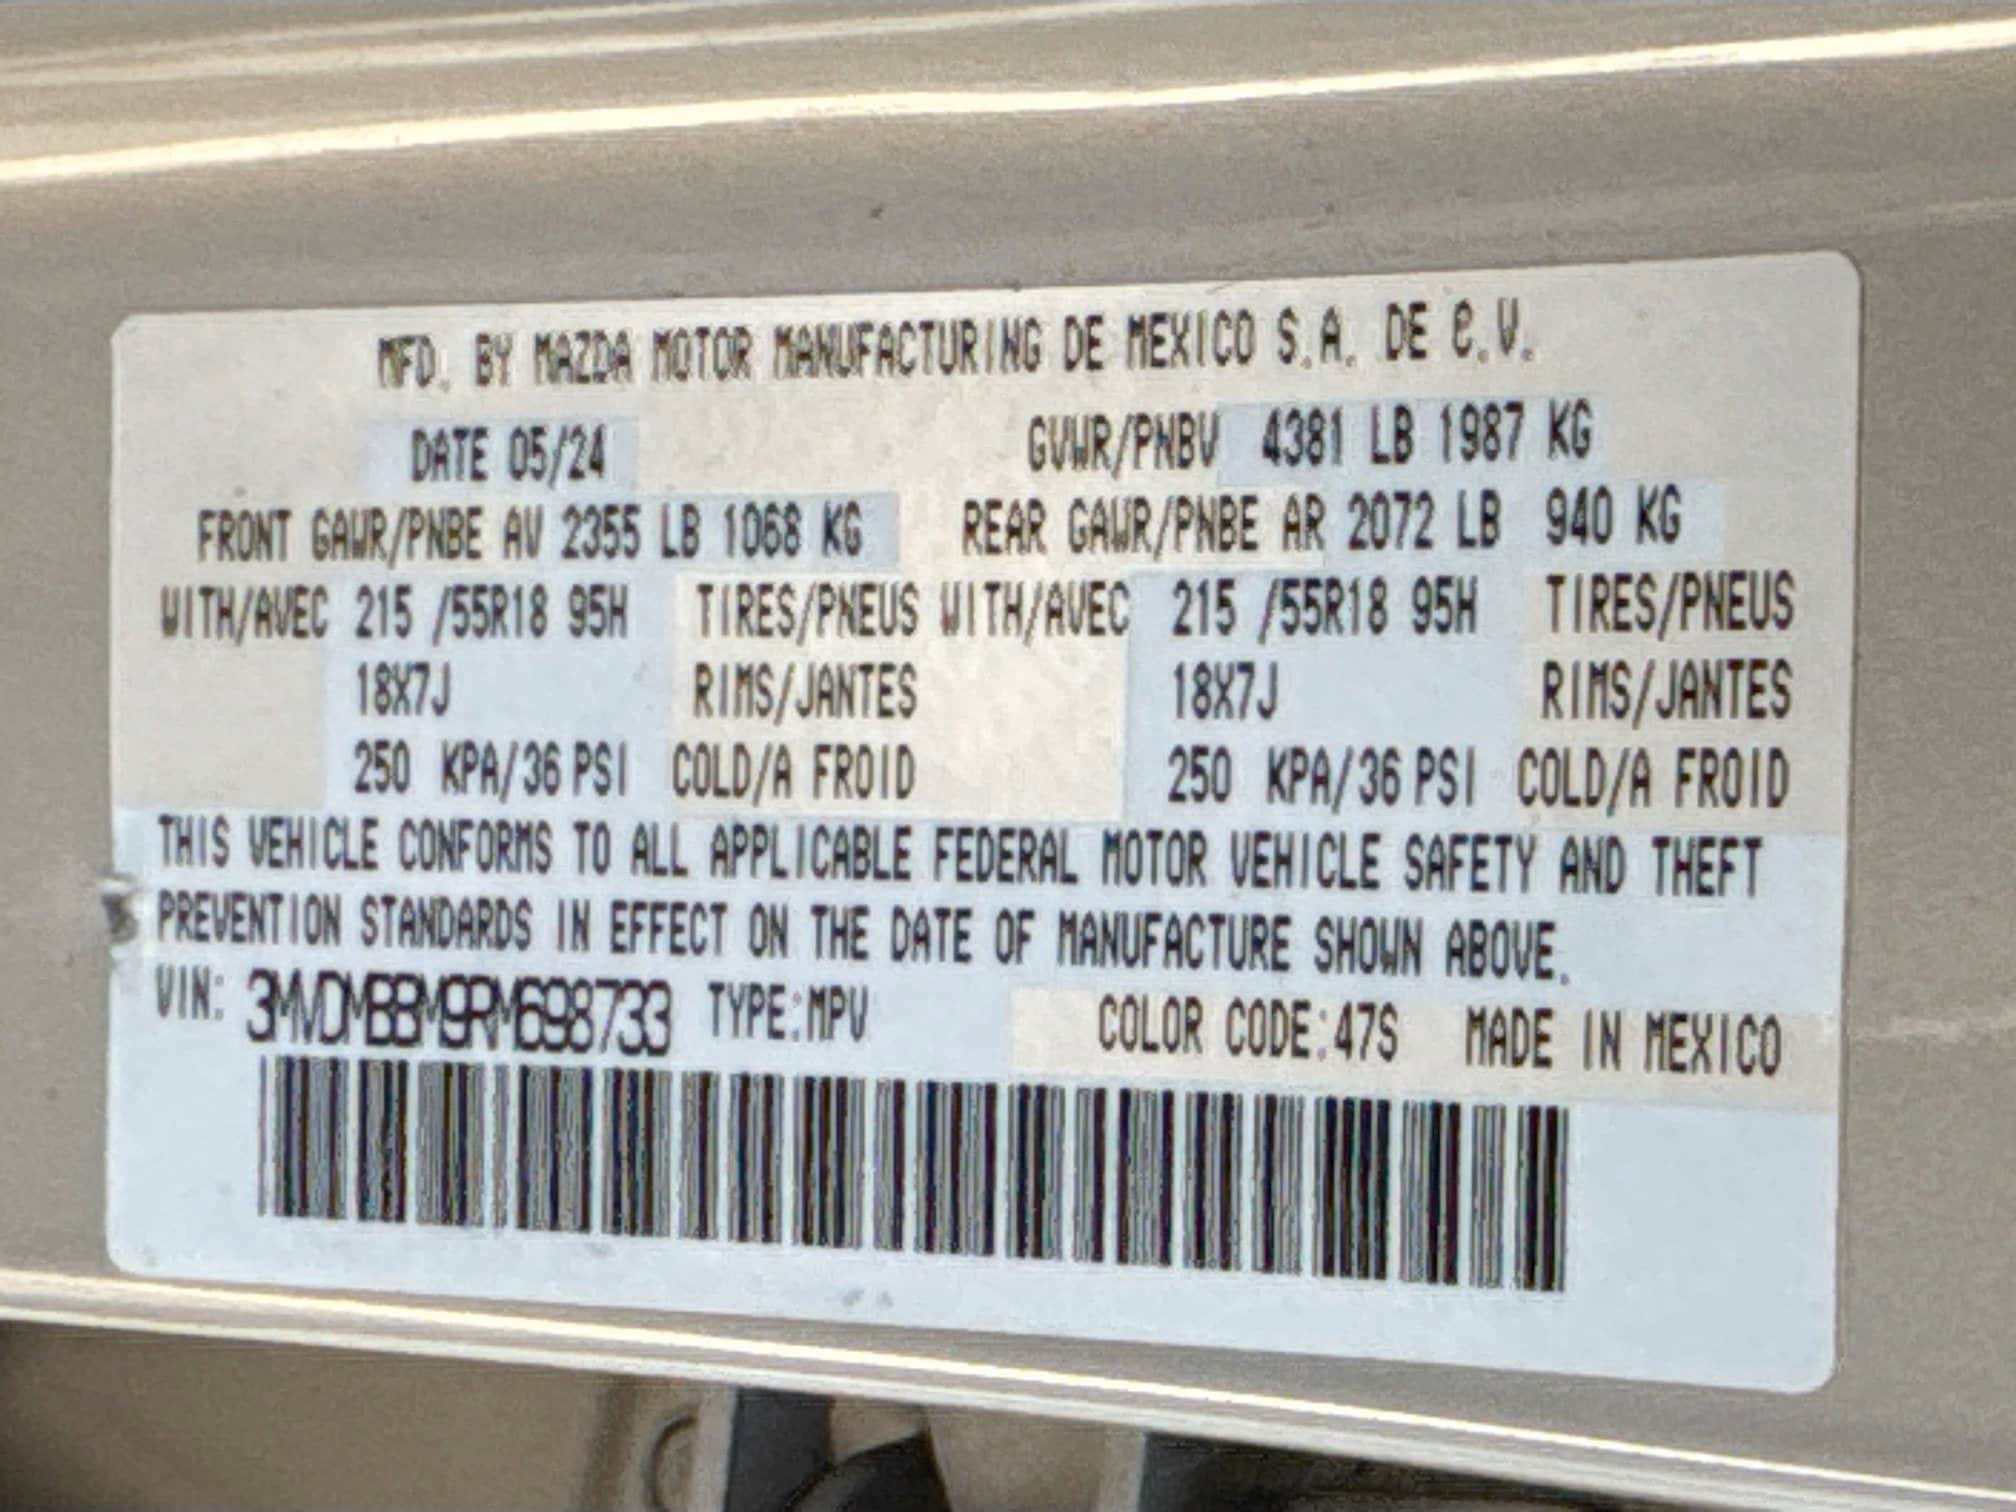 MFD. BY MAZDA MOTOR MANUFACTURING DE MEXICO S.A. DE C.V.
DATE 05/24 GVWR/PNBV 4381 LB 1987 KG
FRONT GAWR/PNBE AV 2355 LB 1068 KG REAR GAWR/PNBE AR 2072 LB 940 KG
WITH/AVEC 215 /55R18 95H TIRES/PNEUS WITH/AVEC 215 /55R18 95H TIRES/PNEUS
18X7J RIMS/JANTES 18X7J RIMS/JANTES
250 KPA/36 PSI COLD/A FROID 250 KPA/36 PSI COLD/A FROID
THIS VEHICLE CONFORMS TO ALL APPLICABLE FEDERAL MOTOR VEHICLE SAFETY AND THEFT
PREVENTION STANDARDS IN EFFECT ON THE DATE OF MANUFACTURE SHOWN ABOVE.
VIN: 3MVDMBBM9RM698733 TYPE:MPV COLOR CODE:47S MADE IN MEXICO